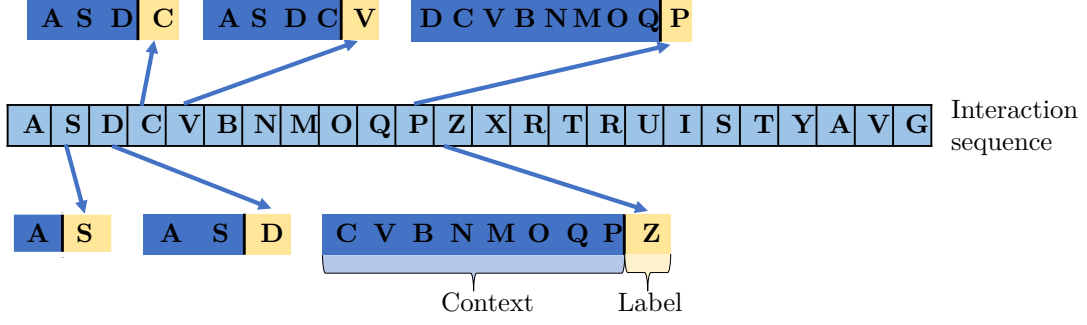 A S D C
A S D C V
D C V B N M O Q P
A S D C V B N M O Q P Z X R T R U I S T Y A V G
Interaction
sequence
A S
A S D
C V B N M O Q P Z
Context
Label